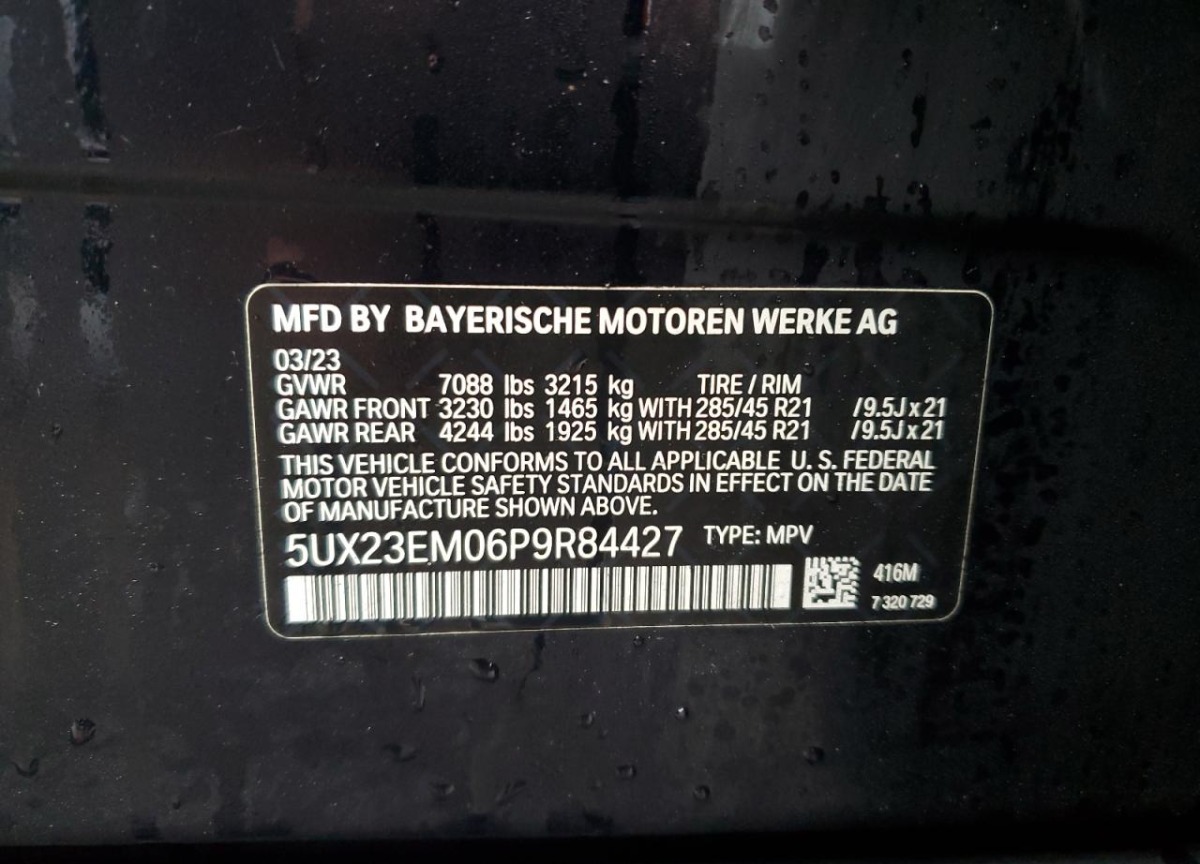 MFD BY BAYERISCHE MOTOREN WERKE AG
03/23
GVWR 7088 lbs 3215 kg TIRE / RIM
GAWR FRONT 3230 lbs 1465 kg WITH 285/45 R21 /9.5J x 21
GAWR REAR 4244 lbs 1925 kg WITH 285/45 R21 /9.5J x 21
THIS VEHICLE CONFORMS TO ALL APPLICABLE U. S. FEDERAL
MOTOR VEHICLE SAFETY STANDARDS IN EFFECT ON THE DATE
OF MANUFACTURE SHOWN ABOVE.
5UX23EM06P9R84427 TYPE: MPV
416M
7 320 729